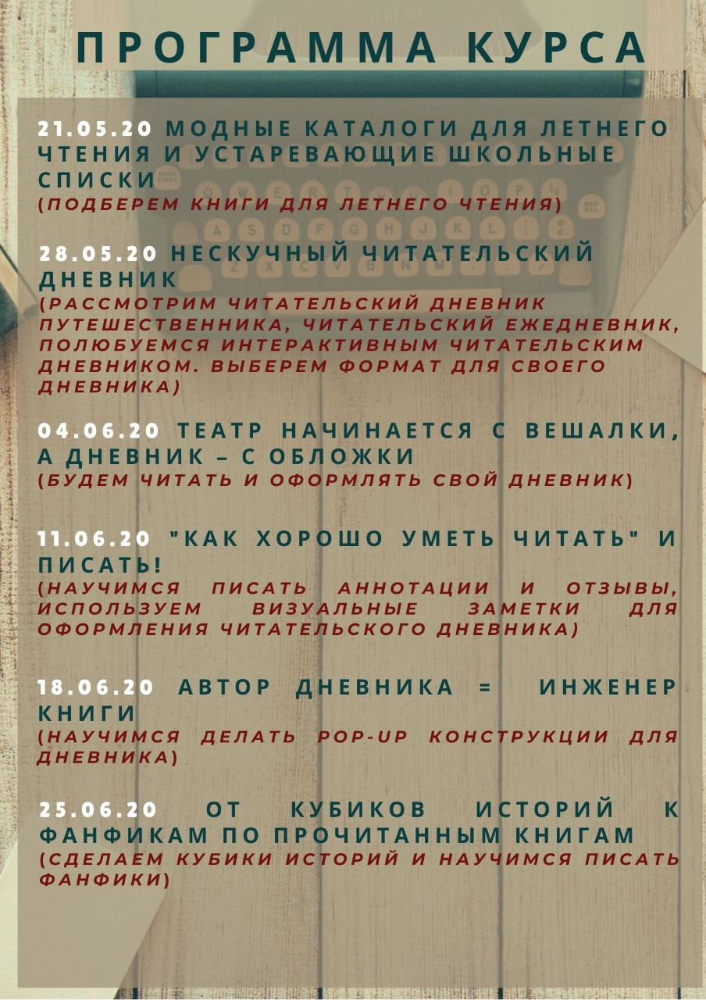 ПРОГРАММА КУРСА
21.05.20 МОДНЫЕ КАТАЛОГИ ДЛЯ ЛЕТНЕГО
ЧТЕНИЯ И УСТАРЕВАЮЩИЕ ШКОЛЬНЫЕ
СПИСКИ
(ПОДБЕРЕМ КНИГИ ДЛЯ ЛЕТНЕГО ЧТЕНИЯ)
28.05.20 НЕСКУЧНЫЙ ЧИТАТЕЛЬСКИЙ
ДНЕВНИК
(РАССМОТРИМ ЧИТАТЕЛЬСКИЙ ДНЕВНИК
ПУТЕШЕСТВЕННИКА, ЧИТАТЕЛЬСКИЙ ЕЖЕДНЕВНИК,
ПОЛЮБУЕМСЯ ИНТЕРАКТИВНЫМ ЧИТАТЕЛЬСКИМ
ДНЕВНИКОМ. ВЫБЕРЕМ ФОРМАТ ДЛЯ СВОЕГО
ДНЕВНИКА)
04.06.20 ТЕАТР НАЧИНАЕТСЯ С ВЕШАЛКИ,
А ДНЕВНИК – С ОБЛОЖКИ
(БУДЕМ ЧИТАТЬ И ОФОРМЛЯТЬ СВОЙ ДНЕВНИК)
11.06.20 "КАК ХОРОШО УМЕТЬ ЧИТАТЬ" И
ПИСАТЬ!
(НАУЧИМСЯ ПИСАТЬ АННОТАЦИИ И ОТЗЫВЫ,
ИСПОЛЬЗУЕМ ВИЗУАЛЬНЫЕ ЗАМЕТКИ ДЛЯ
ОФОРМЛЕНИЯ ЧИТАТЕЛЬСКОГО ДНЕВНИКА)
18.06.20 АВТОР ДНЕВНИКА = ИНЖЕНЕР
КНИГИ
(НАУЧИМСЯ ДЕЛАТЬ POP-UP КОНСТРУКЦИИ ДЛЯ
ДНЕВНИКА)
25.06.20 ОТ КУБИКОВ ИСТОРИЙ К
ФАНФИКАМ ПО ПРОЧИТАННЫМ КНИГАМ
(СДЕЛАЕМ КУБИКИ ИСТОРИЙ И НАУЧИМСЯ ПИСАТЬ
ФАНФИКИ)